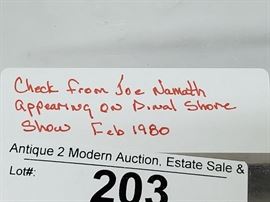 Check from Joe Namath
appearing on Dinal Shore
Show Feb 1980
Antique 2 Modern Auction, Estate Sale &
Lot#:
203